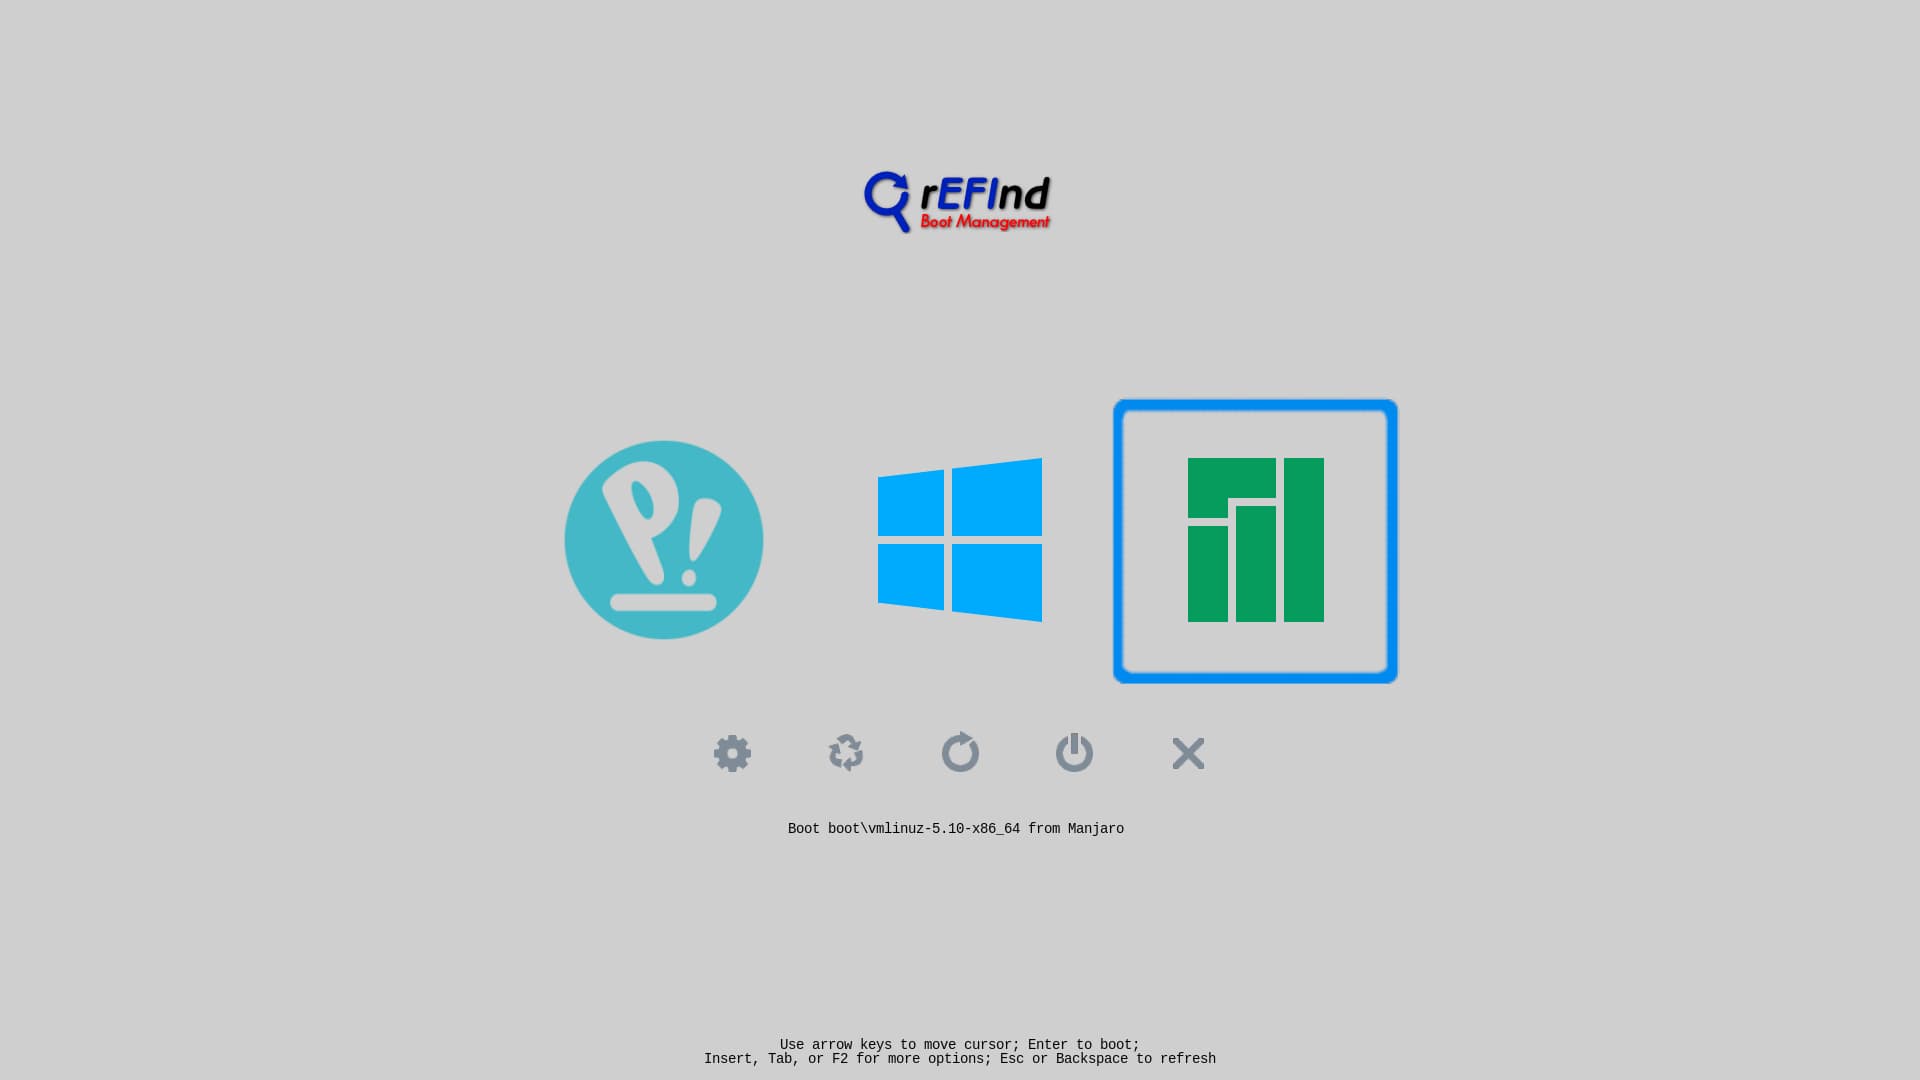 rEFInd
Boot Management
P!
Boot boot\vmlinuz-5.10-x86_64 from Manjaro
Use arrow keys to move cursor; Enter to boot;
Insert, Tab, or F2 for more options; Esc or Backspace to refresh